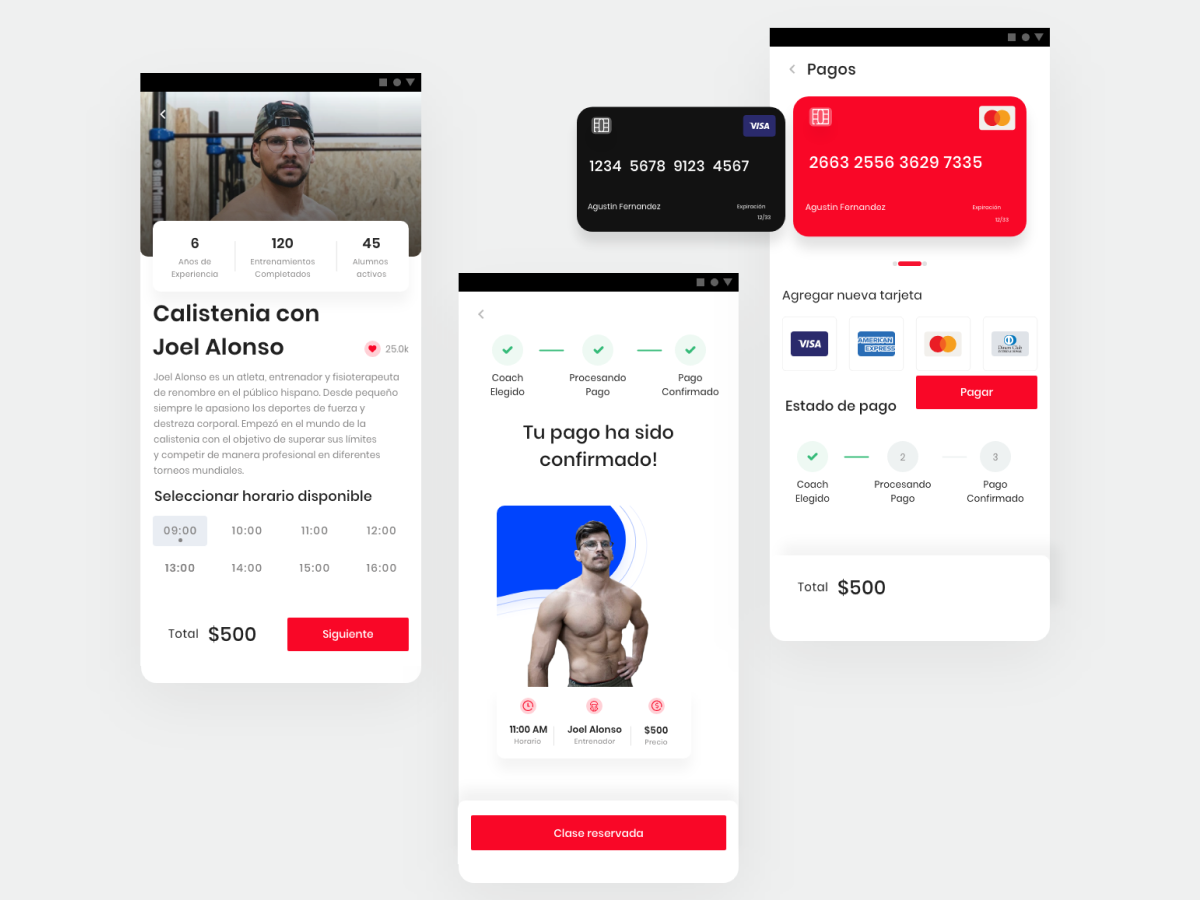 6
120
45
Años de
Experiencia
Entrenamientos
Completados
Alumnos
activos
Calistenia con
Joel Alonso
25.0k
Joel Alonso es un atleta, entrenador y fisioterapeuta
de renombre en el público hispano. Desde pequeño
siempre le apasiono los deportes de fuerza y
destreza corporal. Empezó en el mundo de la
calistenia con el objetivo de superar sus límites
y competir de manera profesional en diferentes
torneos mundiales.
Seleccionar horario disponible
09:00 10:00 11:00 12:00
13:00 14:00 15:00 16:00
Total $500
Siguiente
Coach
Elegido
Procesando
Pago
Pago
Confirmado
Tu pago ha sido
confirmado!
11:00 AM
Horario
Joel Alonso
Entrenador
$500
Precio
Clase reservada
VISA
1234 5678 9123 4567
Agustin Fernandez
Expiración
12/33
Pagos
2663 2556 3629 7335
Agustin Fernandez
Expiración
12/33
Agregar nueva tarjeta
VISA
AMERICAN
EXPRESS
Diners Club
Pagar
Estado de pago
2
3
Coach
Elegido
Procesando
Pago
Pago
Confirmado
Total $500